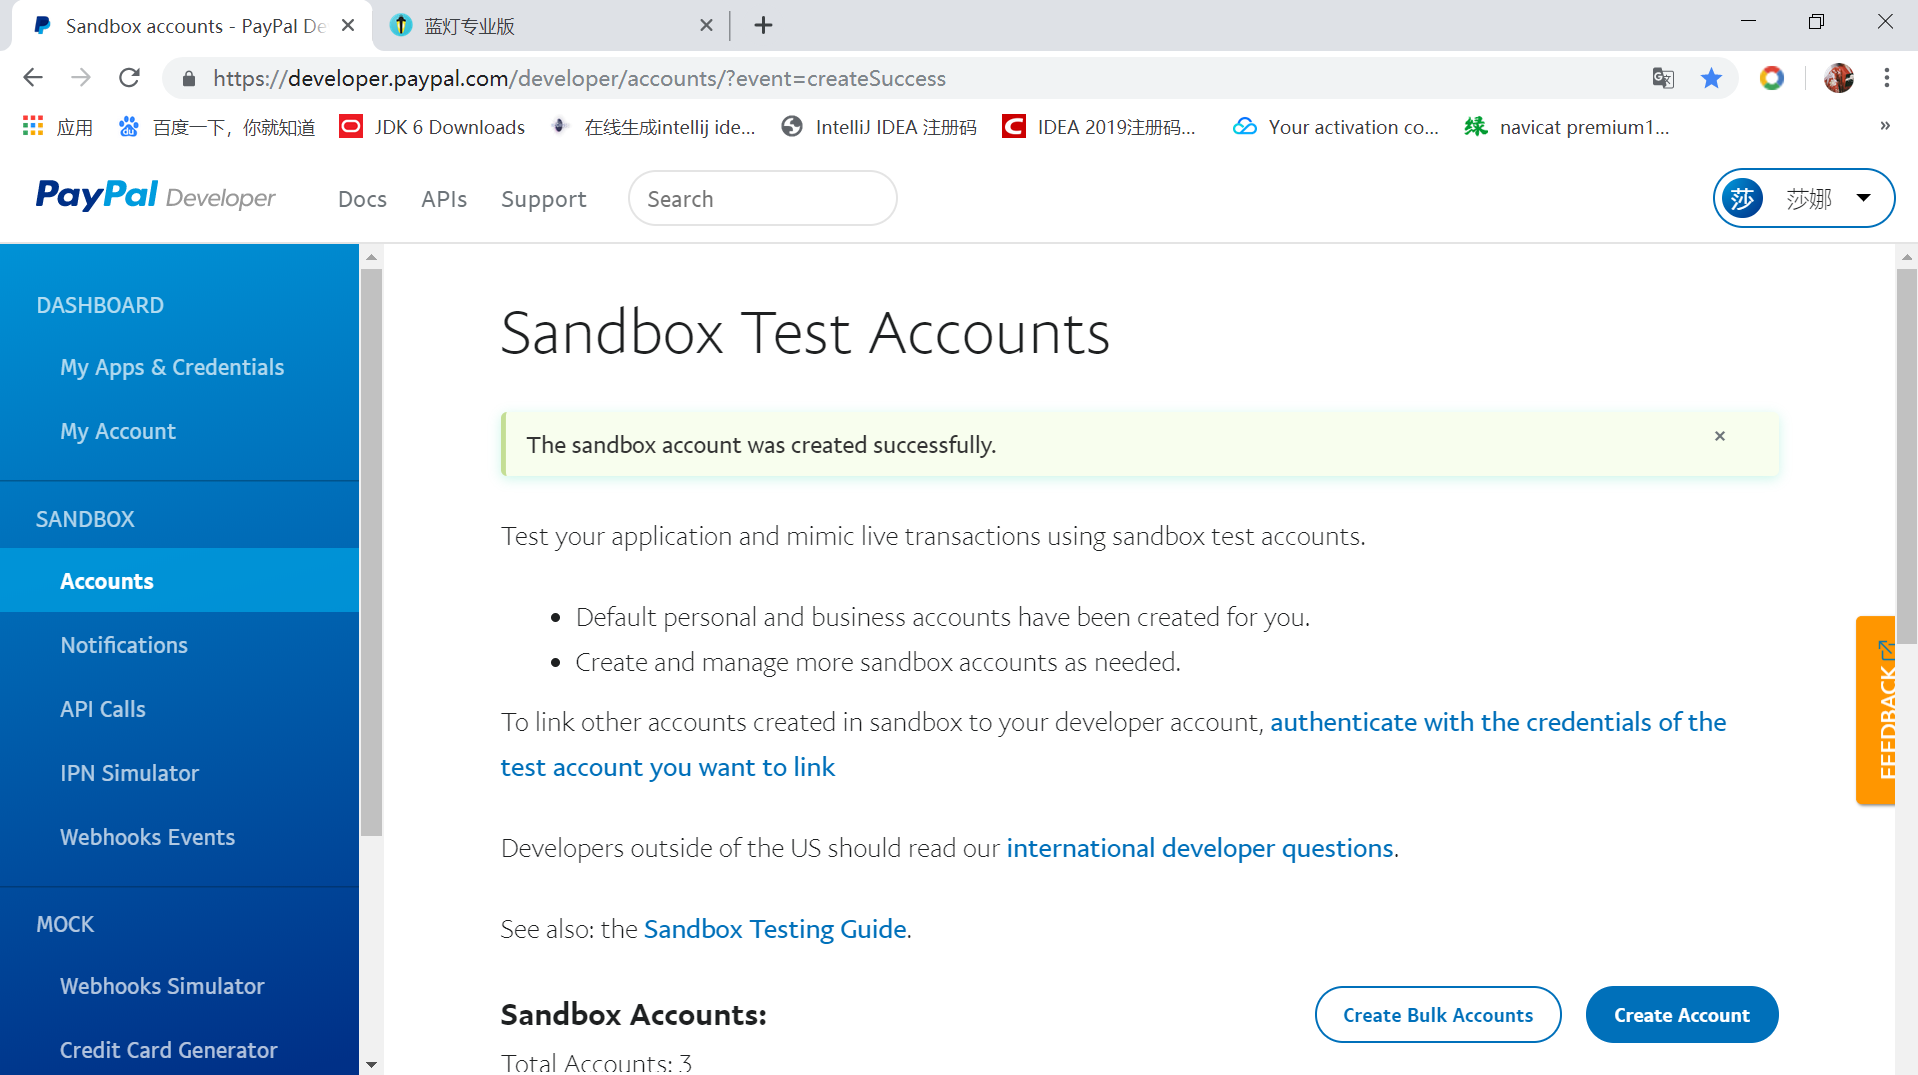 Sandbox accounts - PayPal De
蓝灯专业版
https://developer.paypal.com/developer/accounts/?event=createSuccess
应用
百度一下，你就知道
JDK 6 Downloads
在线生成intellij ide...
IntelliJ IDEA 注册码
IDEA 2019注册码...
Your activation co...
绿
navicat premium1...
»
PayPal Developer
Docs
APIs
Support
Search
莎
莎娜
DASHBOARD
My Apps & Credentials
My Account
SANDBOX
Accounts
Notifications
API Calls
IPN Simulator
Webhooks Events
MOCK
Webhooks Simulator
Credit Card Generator
Sandbox Test Accounts
The sandbox account was created successfully.
×
Test your application and mimic live transactions using sandbox test accounts.
• Default personal and business accounts have been created for you.
• Create and manage more sandbox accounts as needed.
To link other accounts created in sandbox to your developer account, authenticate with the credentials of the
test account you want to link
Developers outside of the US should read our international developer questions.
See also: the Sandbox Testing Guide.
Sandbox Accounts:
Create Bulk Accounts
Create Account
Total Accounts: 3
FEEDBACK